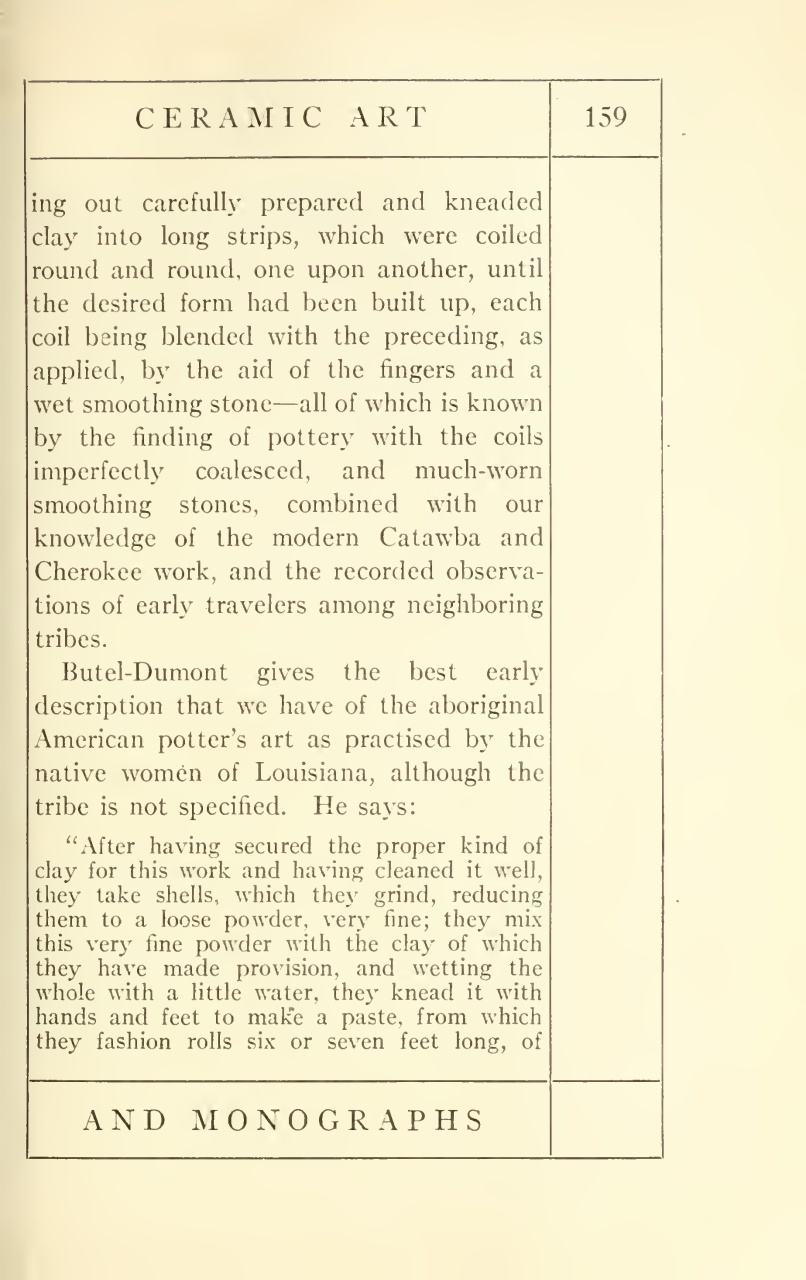 CERAMIC ART
159
ing out carefully prepared and kneaded
clay into long strips, which were coiled
round and round, one upon another, until
the desired form had been built up, each
coil being blended with the preceding, as
applied, by the aid of the fingers and a
wet smoothing stone—all of which is known
by the finding of pottery with the coils
imperfectly coalesced, and much-worn
smoothing stones, combined with our
knowledge of the modern Catawba and
Cherokee work, and the recorded observa-
tions of early travelers among neighboring
tribes.
Butel-Dumont gives the best early
description that we have of the aboriginal
American potter's art as practised by the
native women of Louisiana, although the
tribe is not specified. He says:
"After having secured the proper kind of
clay for this work and having cleaned it well,
they take shells, which they grind, reducing
them to a loose powder, very fine; they mix
this very fine powder with the clay of which
they have made provision, and wetting the
whole with a little water, they knead it with
hands and feet to make a paste, from which
they fashion rolls six or seven feet long, of
AND MONOGRAPHS